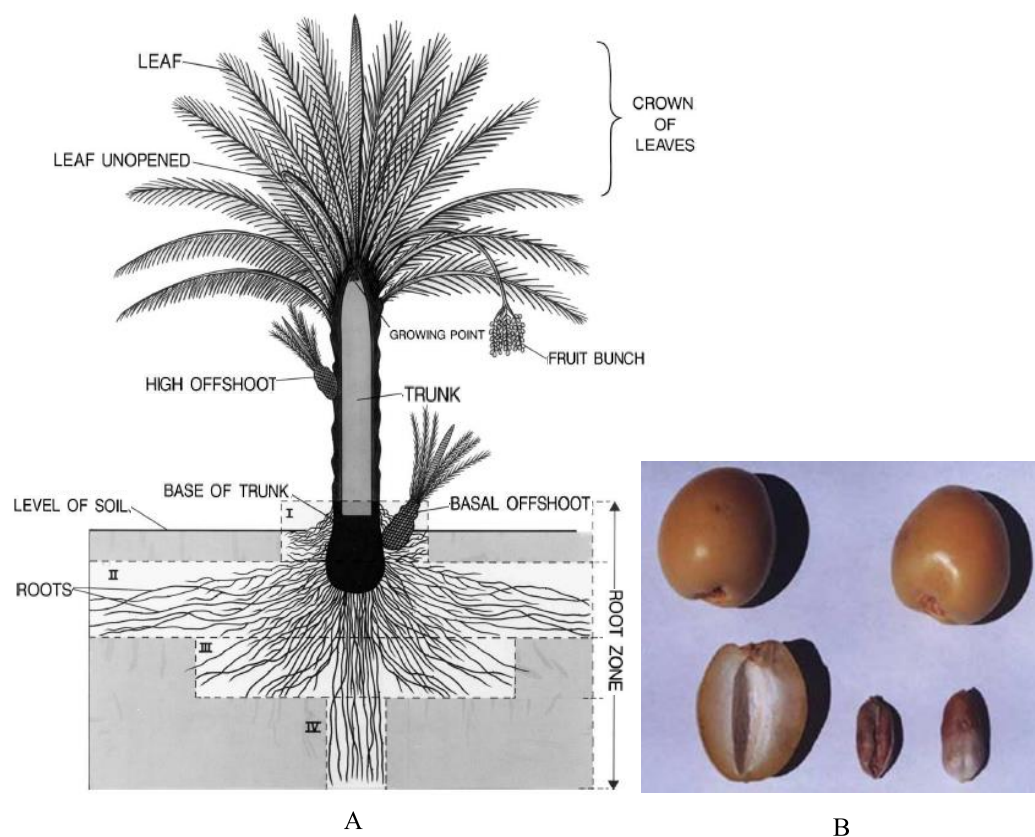 LEAF
CROWN
OF
LEAVES
LEAF UNOPENED
GROWING POINT
FRUIT BUNCH
HIGH OFFSHOOT
TRUNK
BASE OF TRUNK
BASAL OFFSHOOT
LEVEL OF SOIL
I
II
ROOTS
ROOT ZONE
III
IV
A
B